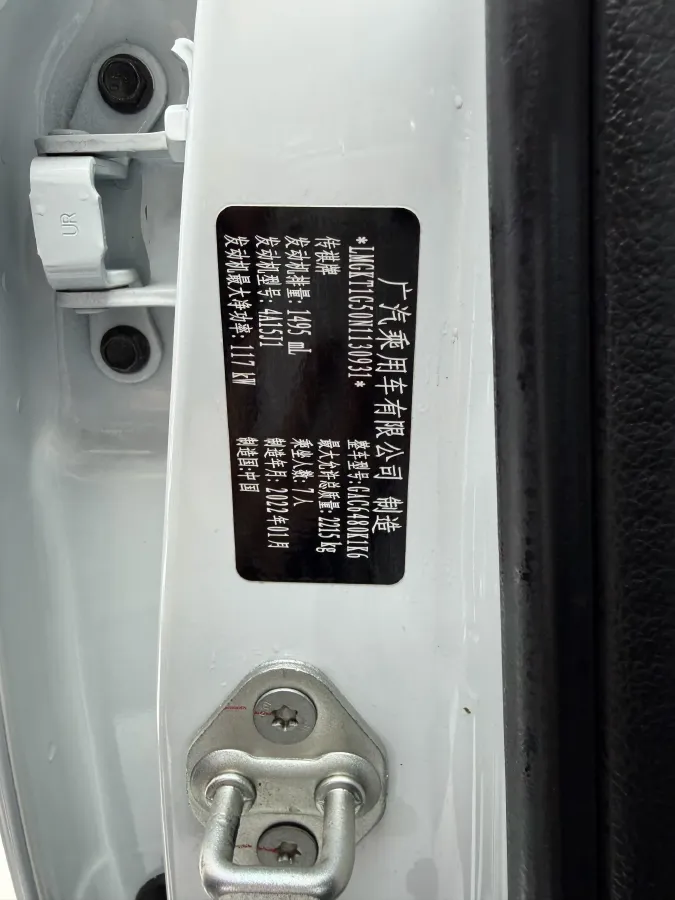 广汽乘用车有限公司 制造
*LMGKT1G50N1130931* 整车型号:GAC6480K1K6
传祺牌 最大允许总质量:2215kg
发动机排量:1495 mL 乘坐人数:7人
发动机型号:4A15J1 制造年月:2022年01月
发动机最大净功率:117 kW 制造国:中国
UR